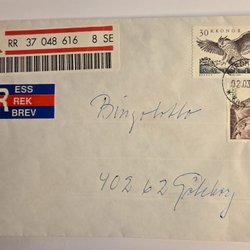 30 KRONOR
RR 37 048 616 8 SE
R ESS
REK
BREV
Bingolotto
402 62 Göteborg